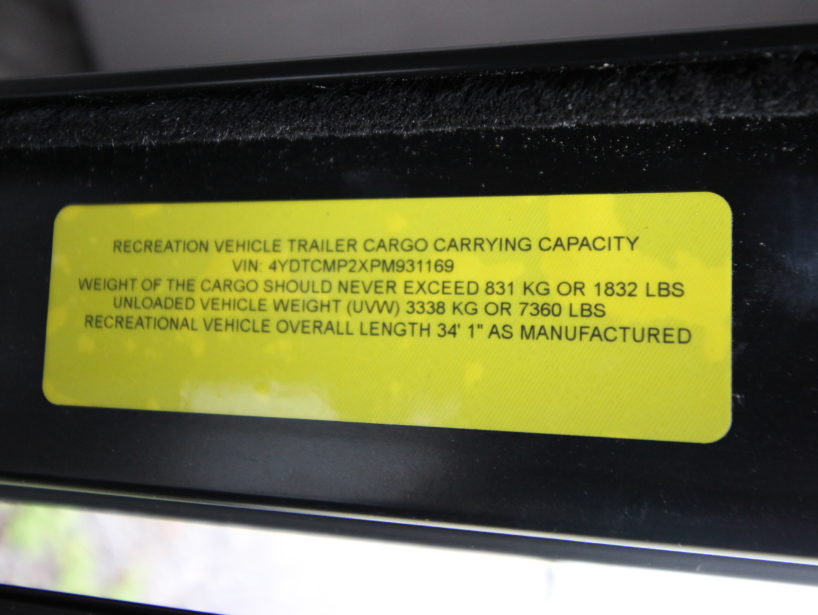 RECREATION VEHICLE TRAILER CARGO CARRYING CAPACITY
VIN: 4YDTCMP2XPM931169
WEIGHT OF THE CARGO SHOULD NEVER EXCEED 831 KG OR 1832 LBS
UNLOADED VEHICLE WEIGHT (UVW) 3338 KG OR 7360 LBS
RECREATIONAL VEHICLE OVERALL LENGTH 34' 1" AS MANUFACTURED